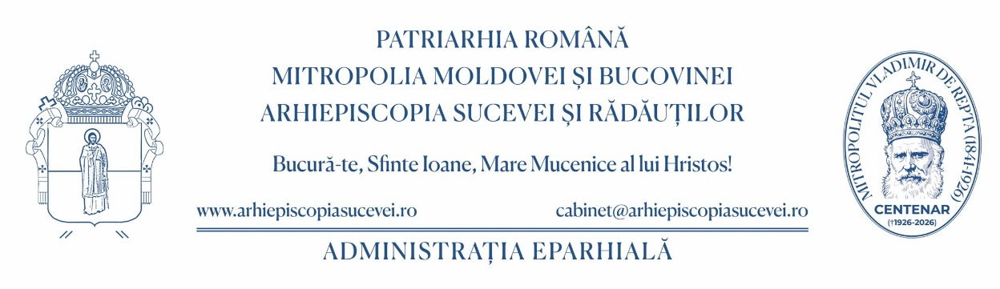 PATRIARHIA ROMÂNĂ
MITROPOLIA MOLDOVEI ȘI BUCOVINEI
ARHIEPISCOPIA SUCEVEI ȘI RĂDĂUȚILOR
Bucură-te, Sfinte Ioane, Mare Mucenice al lui Hristos!
www.arhiepiscopiasucevei.ro
cabinet@arhiepiscopiasucevei.ro
ADMINISTRAȚIA EPARHIALĂ
MITROPOLITUL VLADIMIR DE REPTA (1841-1926)
CENTENAR
(†1926-2026)